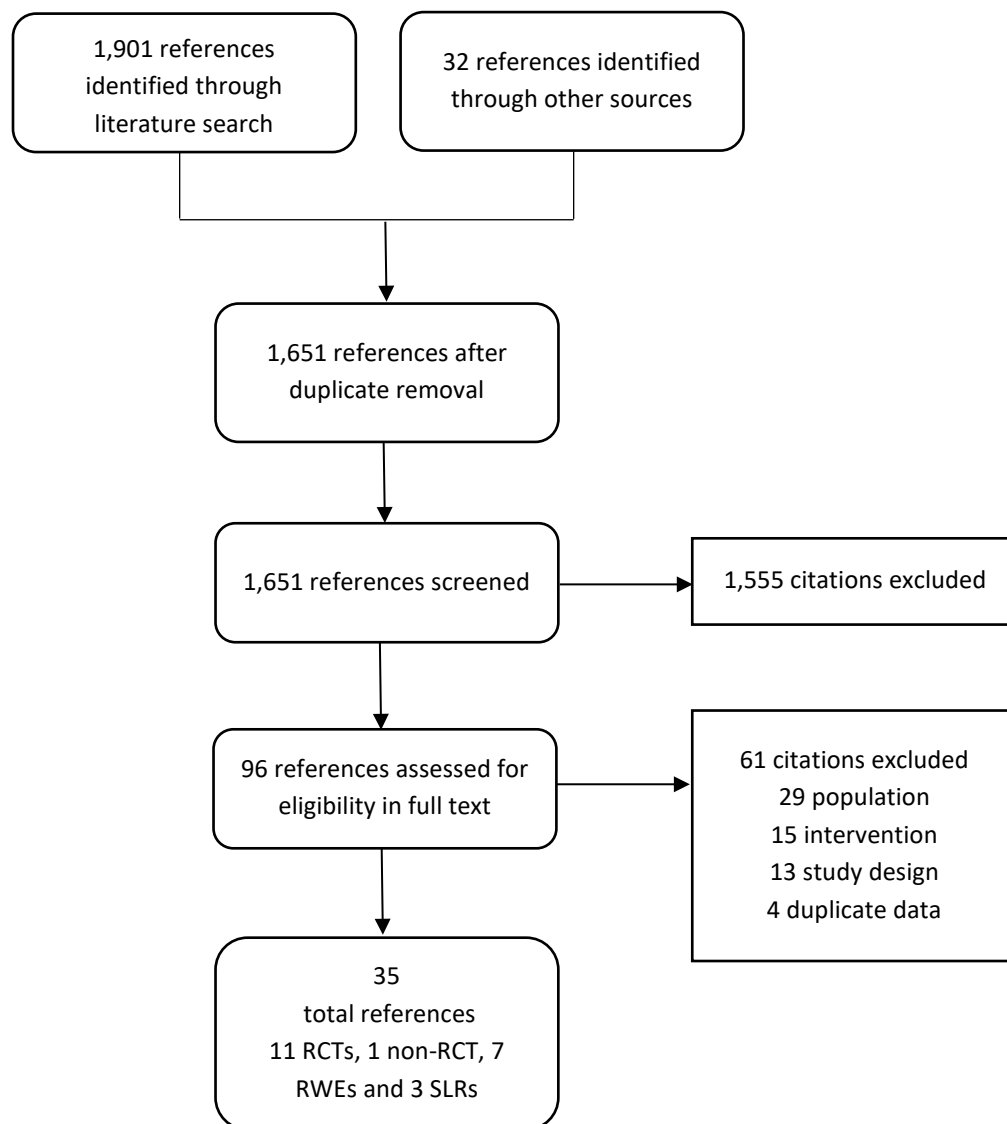 1,901 references
identified through
literature search
32 references identified
through other sources
1,651 references after
duplicate removal
1,651 references screened
1,555 citations excluded
96 references assessed for
eligibility in full text
61 citations excluded
29 population
15 intervention
13 study design
4 duplicate data
35
total references
11 RCTs, 1 non-RCT, 7
RWEs and 3 SLRs